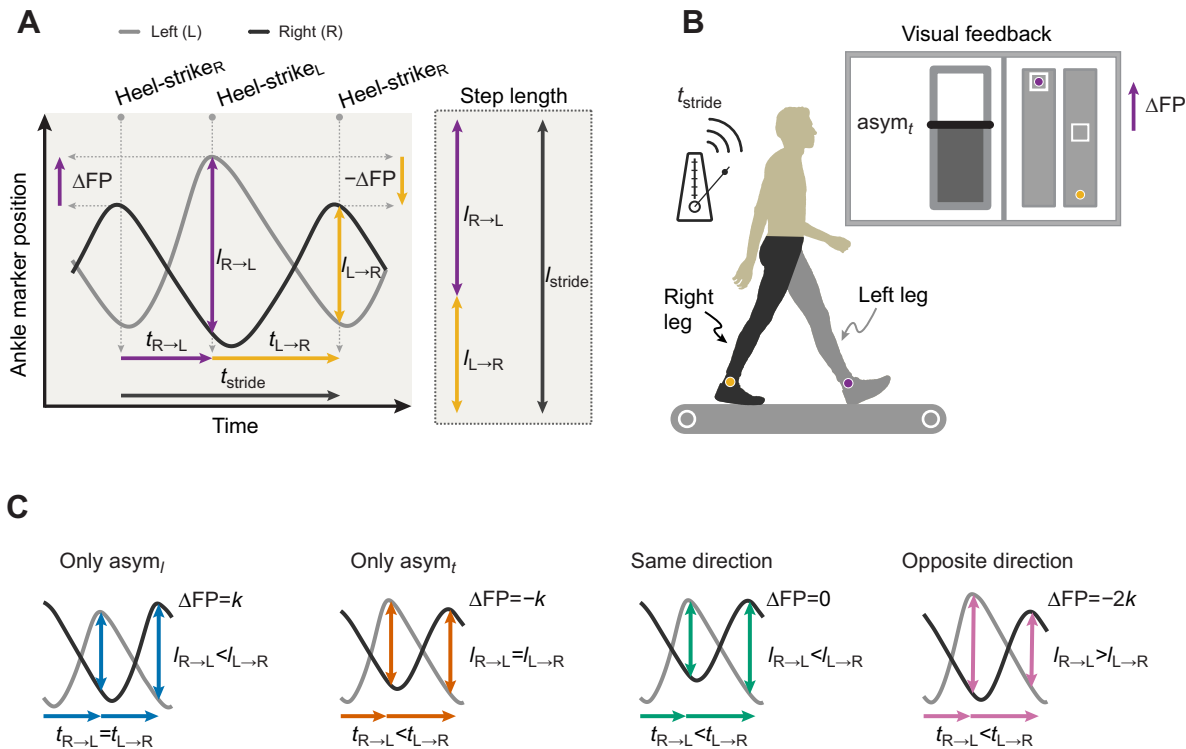 A
Left (L)
Right (R)
Heel-strikeR
Heel-strikeL
Heel-strikeR
Step length
Ankle marker position
ΔFP
−ΔFP
lR→L
lL→R
tR→L
tL→R
tstride
Time
lR→L
lL→R
lstride
B
Visual feedback
tstride
asymt
ΔFP
Right
leg
Left leg
C
Only asyml
ΔFP=k
lR→L<lL→R
tR→L=tL→R
Only asymt
ΔFP=−k
lR→L=lL→R
tR→L<tL→R
Same direction
ΔFP=0
lR→L<lL→R
tR→L<tL→R
Opposite direction
ΔFP=−2k
lR→L>lL→R
tR→L<tL→R